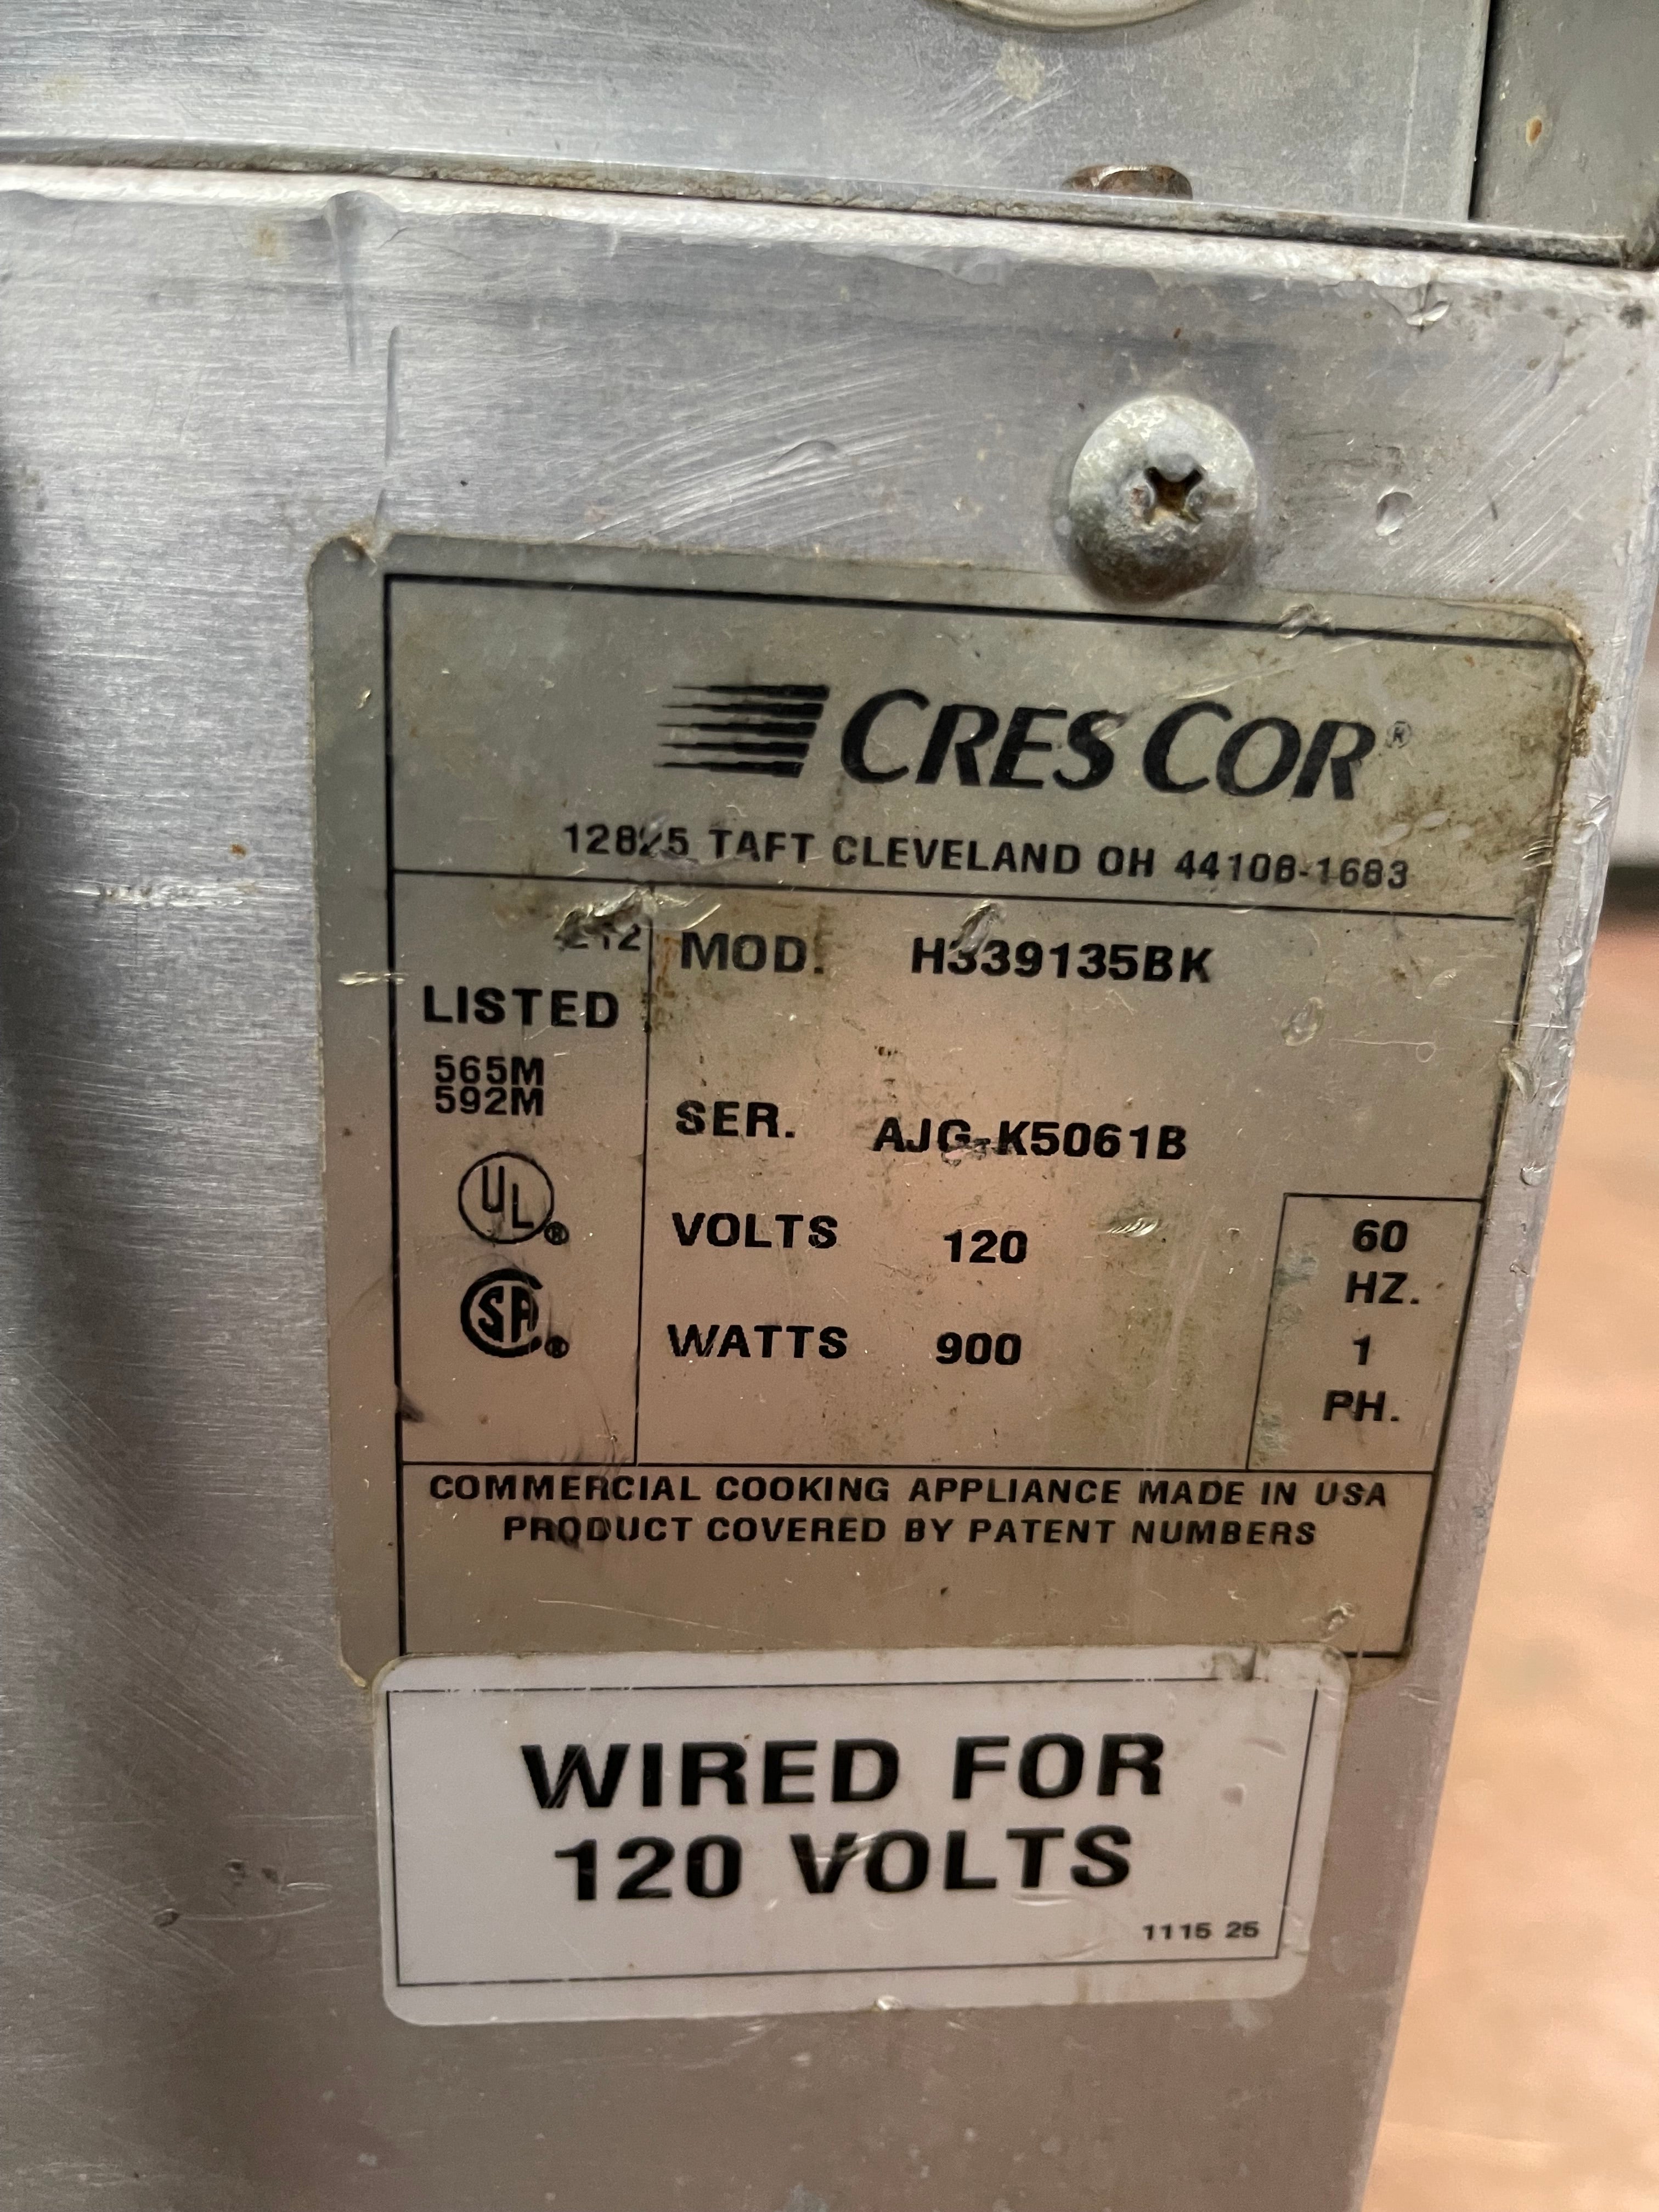 CRES COR®
12825 TAFT CLEVELAND OH 44108-1683
LISTED
565M
592M
UL®
SA®
MOD. H339135BK
SER. AJG-K5061B
VOLTS 120
WATTS 900
60
HZ.
1
PH.
COMMERCIAL COOKING APPLIANCE MADE IN USA
PRODUCT COVERED BY PATENT NUMBERS
WIRED FOR
120 VOLTS
1115 25